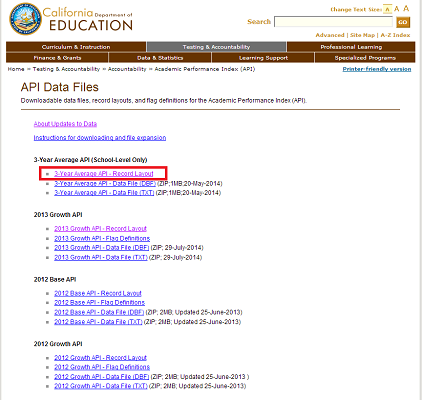 California Department of
EDUCATION
Change Text Size: A A A
Search GO
Advanced | Site Map | A-Z Index
Curriculum & Instruction Testing & Accountability Professional Learning
Finance & Grants Data & Statistics Learning Support Specialized Programs
Home » Testing & Accountability » Accountability » Academic Performance Index (API) Printer-friendly version
API Data Files
Downloadable data files, record layouts, and flag definitions for the Academic Performance Index (API).
About Updates to Data
Instructions for downloading and file expansion
3-Year Average API (School-Level Only)
3-Year Average API - Record Layout
3-Year Average API - Data File (DBF) (ZIP;1MB;20-May-2014)
3-Year Average API - Data File (TXT) (ZIP;1MB;20-May-2014)
2013 Growth API
2013 Growth API - Record Layout
2013 Growth API - Flag Definitions
2013 Growth API - Data File (DBF) (ZIP; 29-July-2014)
2013 Growth API - Data File (TXT) (ZIP; 29-July-2014)
2012 Base API
2012 Base API - Record Layout
2012 Base API - Flag Definitions
2012 Base API - Data File (DBF) (ZIP; 2MB; Updated 25-June-2013)
2012 Base API - Data File (TXT) (ZIP; 2MB; Updated 25-June-2013)
2012 Growth API
2012 Growth API - Record Layout
2012 Growth API - Data File (DBF) (ZIP; 2MB; Updated 25-June-2013 )
2012 Growth API - Data File (TXT) (ZIP; 2MB; Updated 25-June-2013)